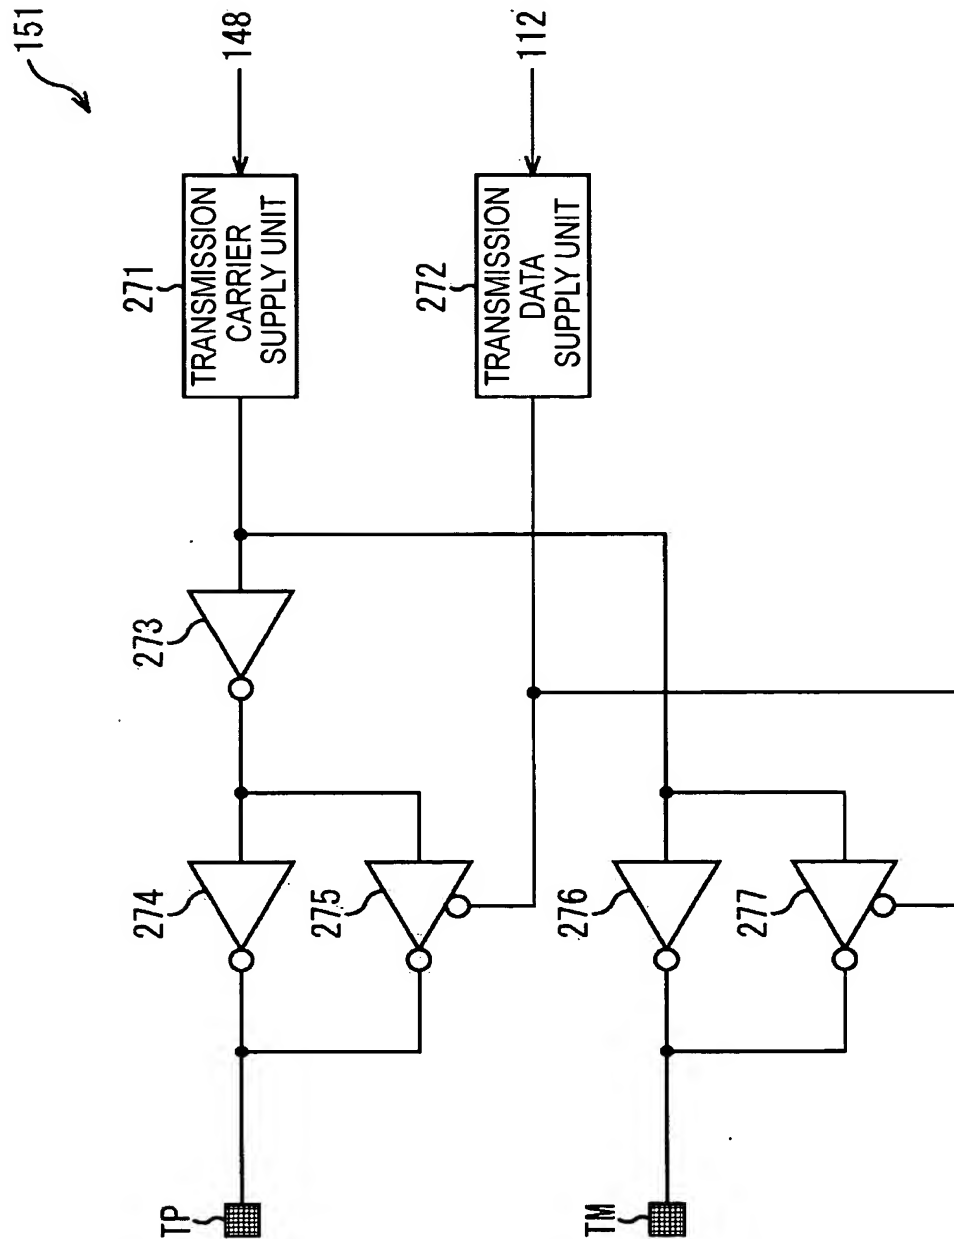 151
148
271
TRANSMISSION
CARRIER
SUPPLY UNIT
112
272
TRANSMISSION
DATA
SUPPLY UNIT
273
274
275
276
277
TP
TM